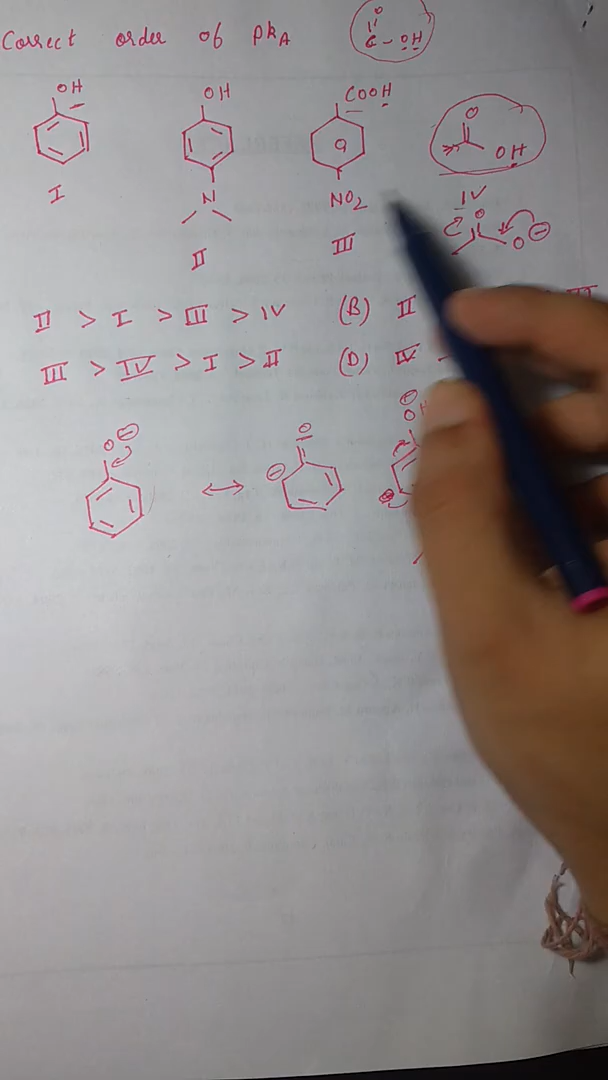 Correct order of pkA
O
C - OH
OH OH COOH O
OH
I N NO2 IV
II III O
O
II > I > III > IV (B) II
III > IV > I > II (D) IV
O O OH